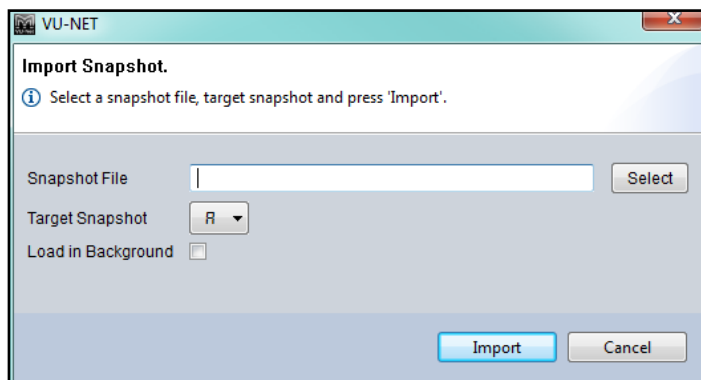 VU-NET
Import Snapshot.
Select a snapshot file, target snapshot and press 'Import'.
Snapshot File Select
Target Snapshot A
Load in Background
Import Cancel